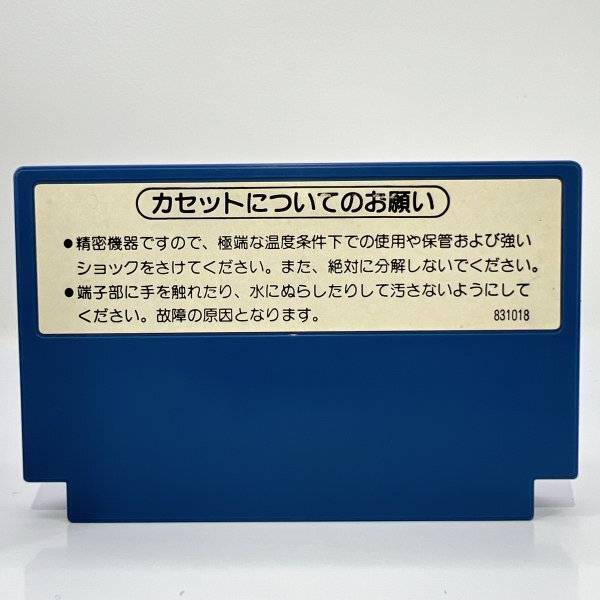 カセットについてのお願い
●精密機器ですので、極端な温度条件下での使用や保管および強い
ショックをさけてください。また、絶対に分解しないでください。
●端子部に手を触れたり、水にぬらしたりして汚さないようにして
ください。故障の原因となります。 831018